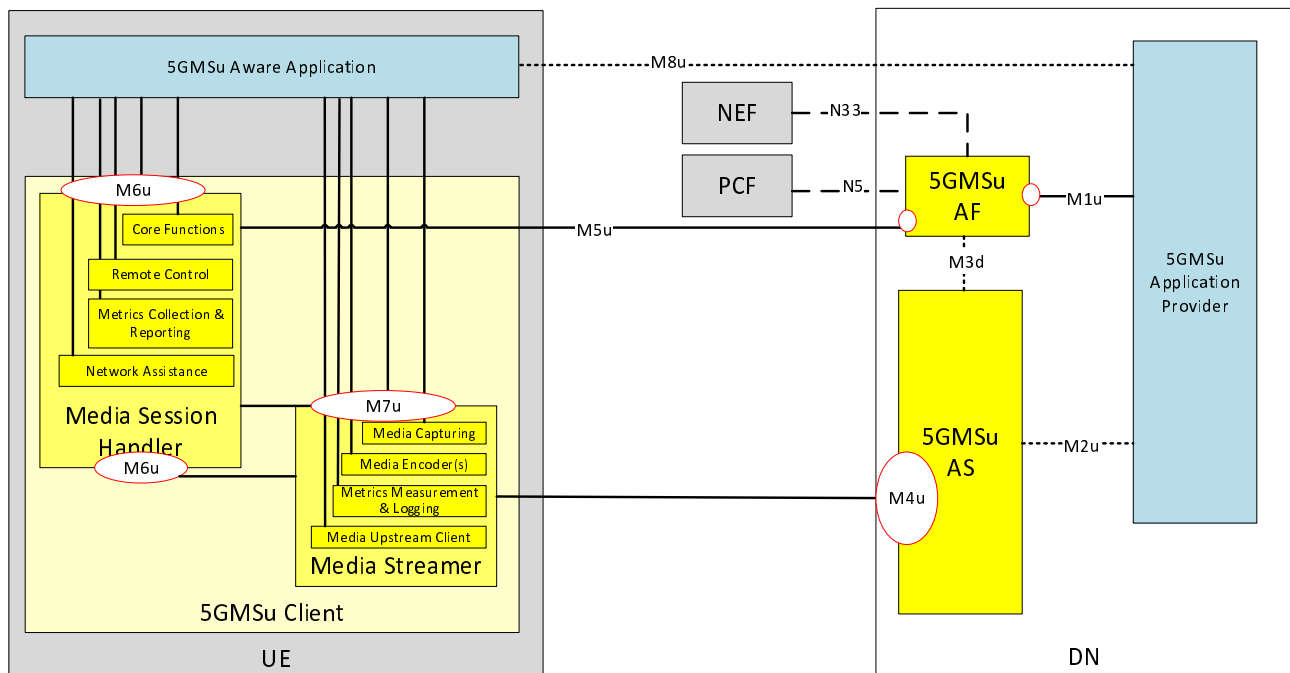 5GMSu Aware Application
M8u
NEF
N33
PCF
N5
5GMSu
AF
M1u
M6u
Core Functions
M5u
Remote Control
M3d
5GMSu
Application
Provider
Metrics Collection &
Reporting
Network Assistance
Media Session
Handler
M6u
M7u
Media Capturing
Media Encoder(s)
Metrics Measurement
& Logging
Media Upstream Client
Media Streamer
5GMSu
AS
M2u
M4u
5GMSu Client
UE
DN